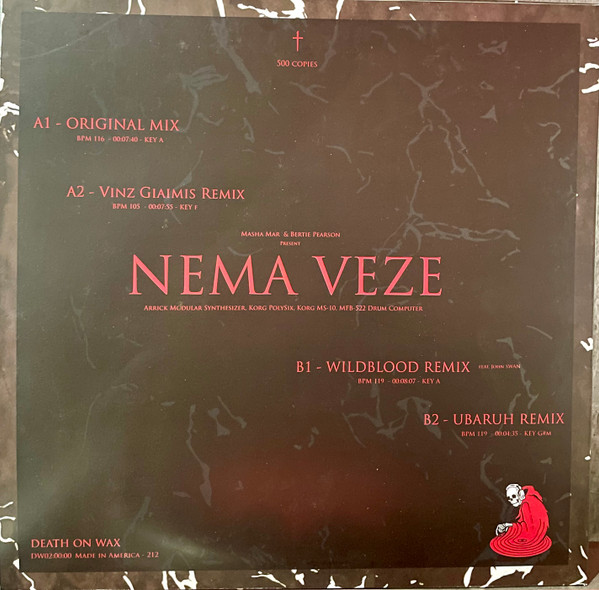 500 COPIES
A1 - ORIGINAL MIX
BPM 116 - 00:07:40 - KEY A
A2 - VINZ GIAIMIS REMIX
BPM 105 - 00:07:55 - KEY F
MASHA MAR & BERTIE PEARSON
PRESENT
NEMA VEZE
ARRICK MODULAR SYNTHESIZER, KORG POLYSIX, KORG MS-10, MFB-522 DRUM COMPUTER
B1 - WILDBLOOD REMIX FEAT. JOHN SWAN
BPM 119 - 00:08:07 - KEY A
B2 - UBARUH REMIX
BPM 119 - 00:04:35 - KEY G#M
DEATH ON WAX
DW02:00:00 MADE IN AMERICA - 212